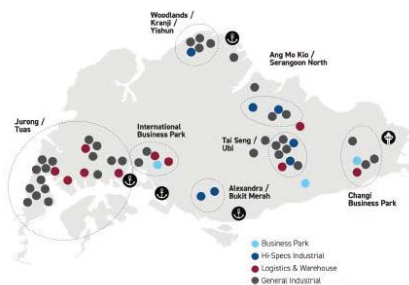 Woodlands /
Kranji /
Yishun
Ang Mo Kio /
Serangoon North
Jurong /
Tuas
International
Business Park
Tai Seng /
Ubi
Alexandra /
Bukit Merah
Changi
Business Park
Business Park
Hi-Specs Industrial
Logistics & Warehouse
General Industrial